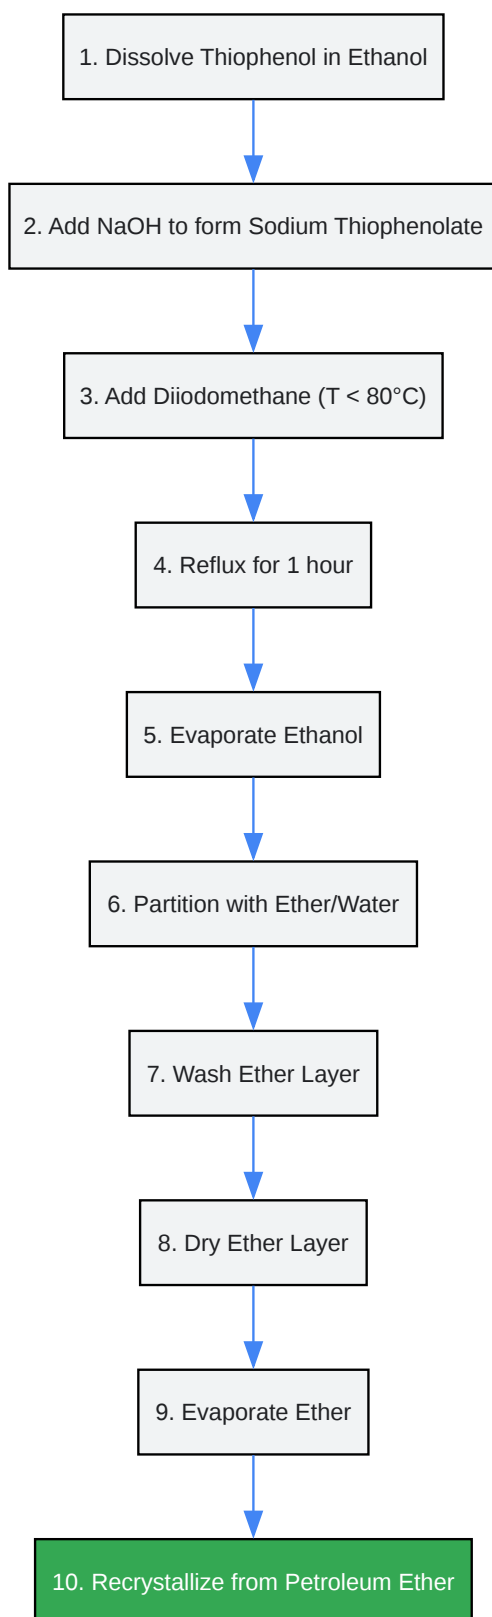 1. Dissolve Thiophenol in Ethanol
2. Add NaOH to form Sodium Thiophenolate
3. Add Diiodomethane (T < 80°C)
4. Reflux for 1 hour
5. Evaporate Ethanol
6. Partition with Ether/Water
7. Wash Ether Layer
8. Dry Ether Layer
9. Evaporate Ether
10. Recrystallize from Petroleum Ether